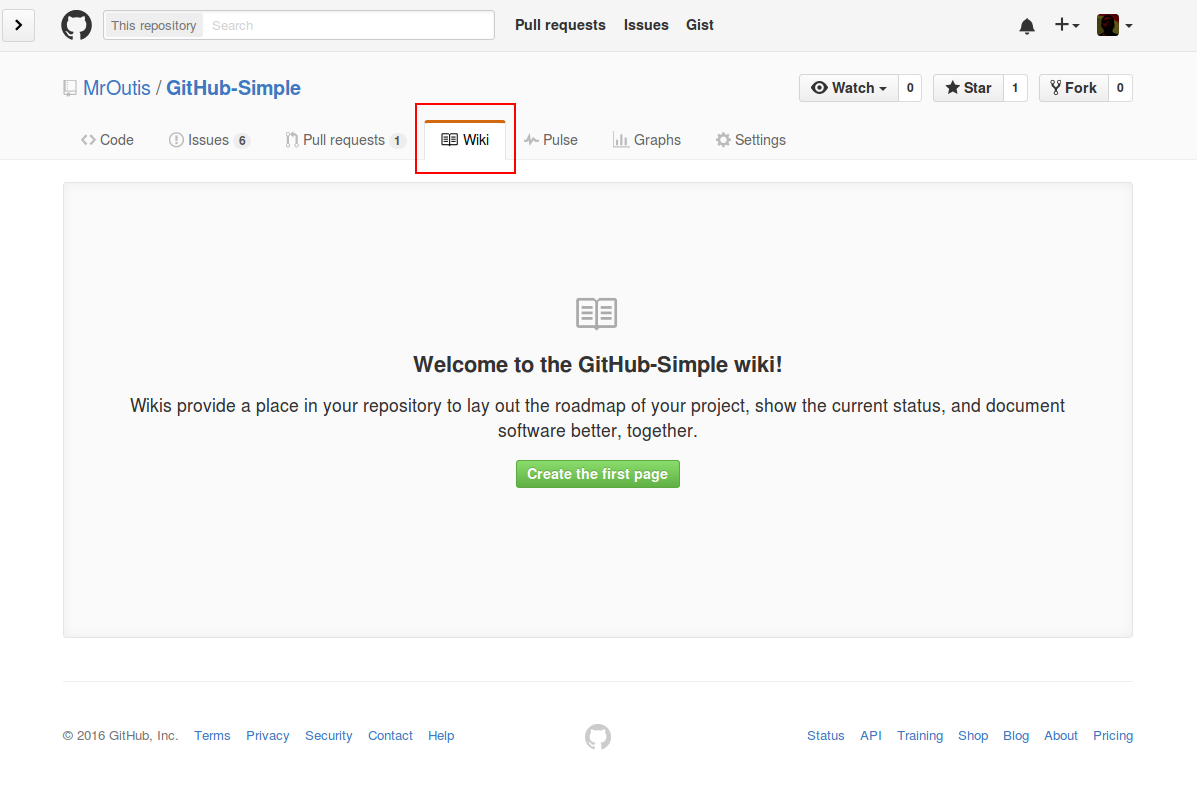 This repository Search Pull requests Issues Gist
MrOutis / GitHub-Simple Watch 0 Star 1 Fork 0
Code Issues 6 Pull requests 1 Wiki Pulse Graphs Settings
Welcome to the GitHub-Simple wiki!
Wikis provide a place in your repository to lay out the roadmap of your project, show the current status, and document
software better, together.
Create the first page
© 2016 GitHub, Inc. Terms Privacy Security Contact Help Status API Training Shop Blog About Pricing